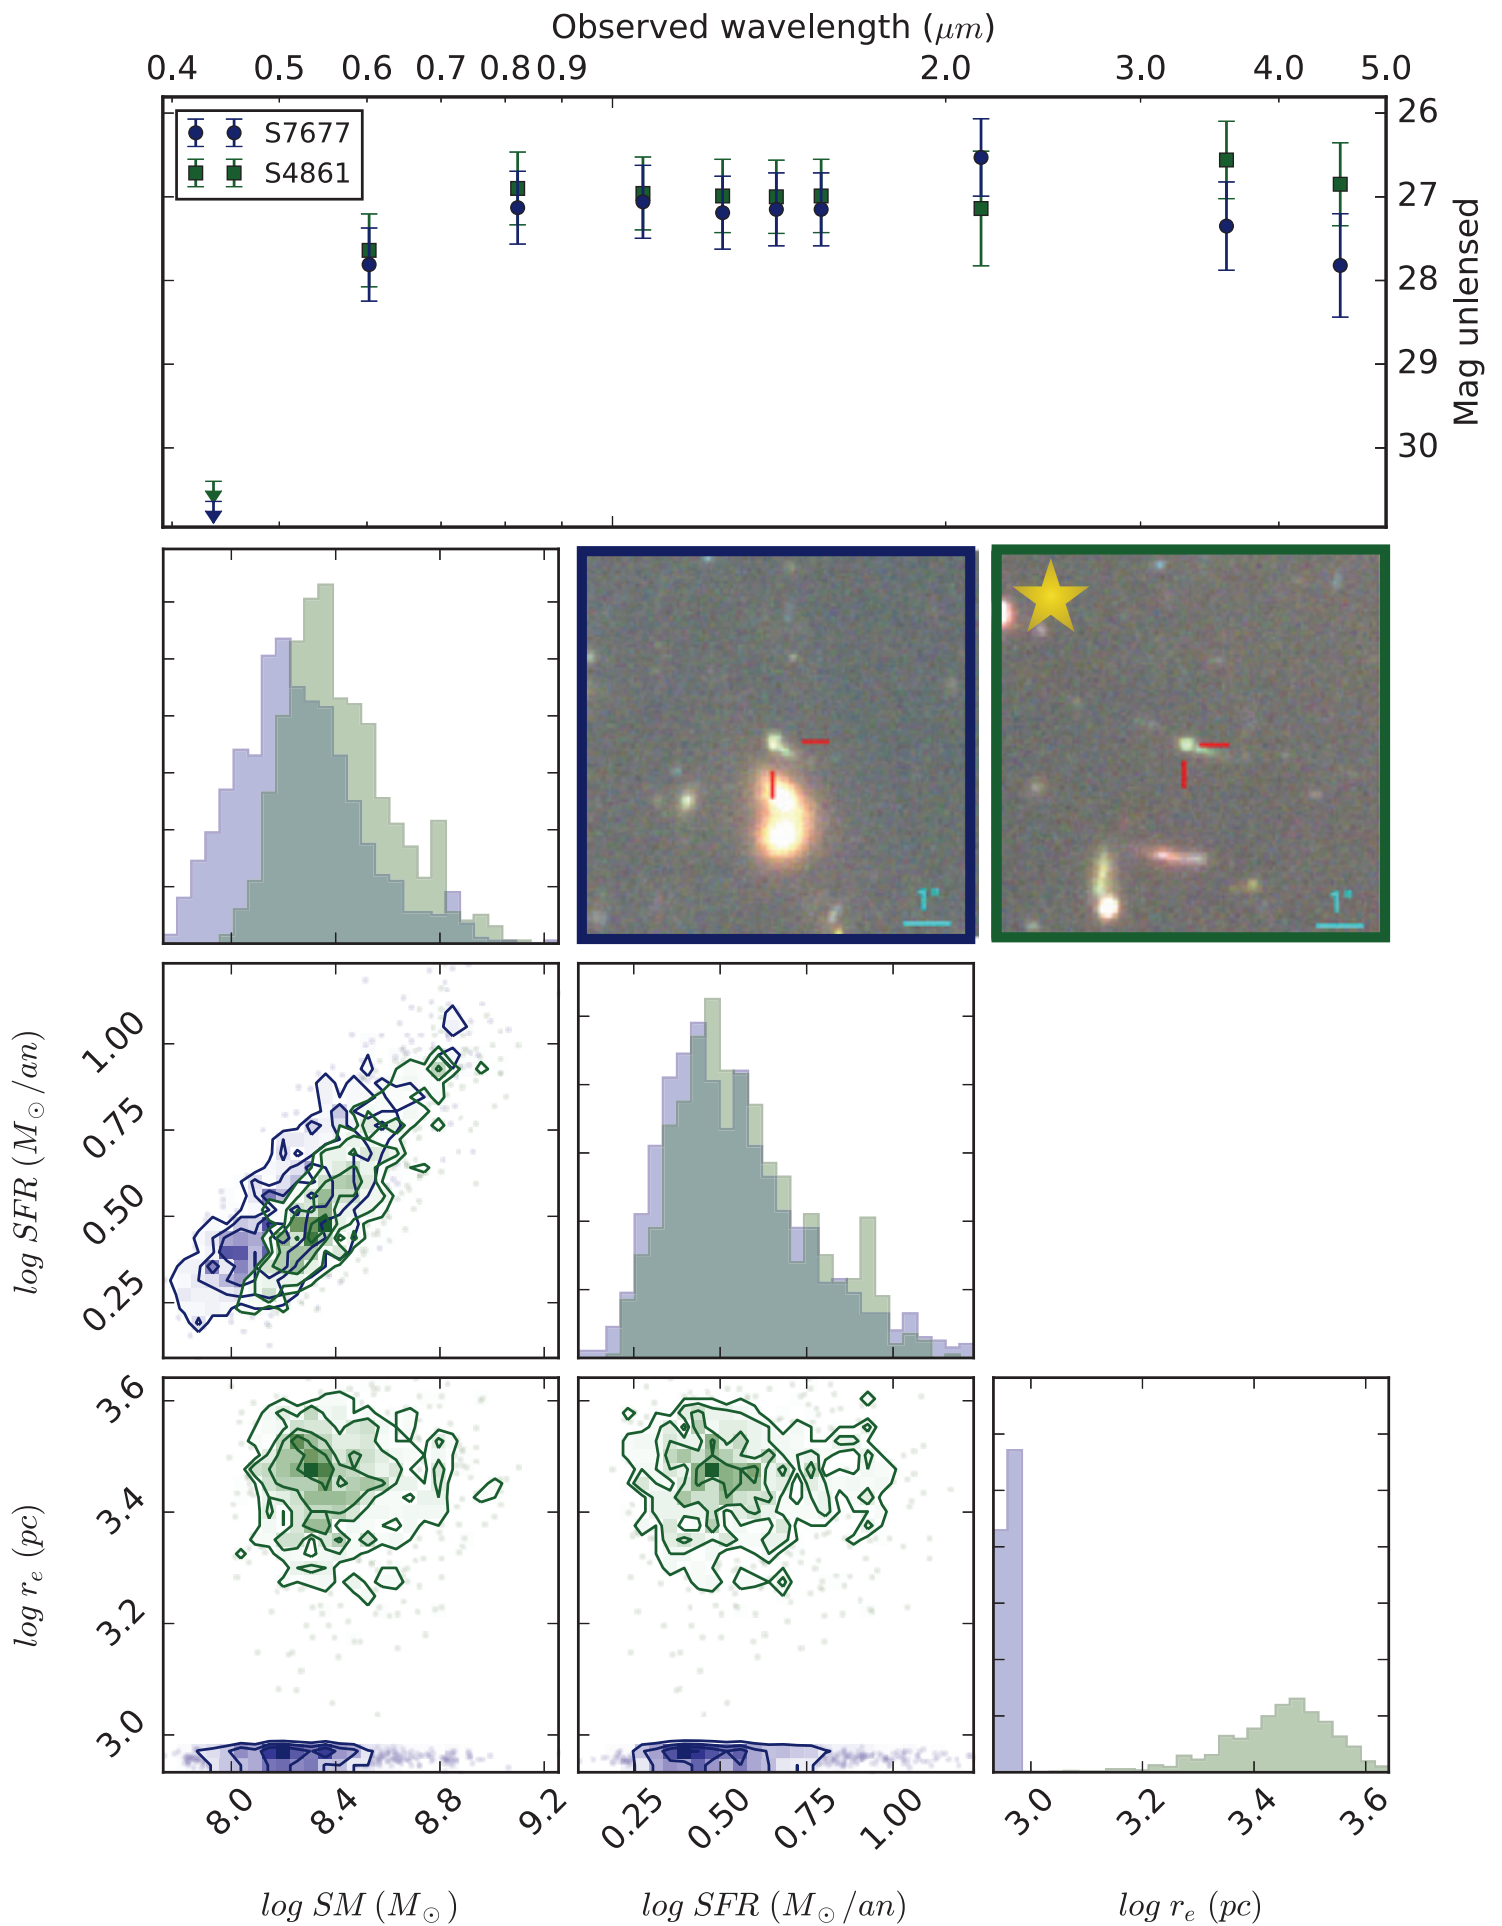 Observed wavelength (μm)
0.4 0.5 0.6 0.7 0.8 0.9 2.0 3.0 4.0 5.0
S7677
S4861
26
27
28
29
30
Mag unlensed
1"
1"
log SFR (M⊙/an)
1.00
0.75
0.50
0.25
log re (pc)
3.6
3.4
3.2
3.0
8.0 8.4 8.8 9.2 0.25 0.50 0.75 1.00 3.0 3.2 3.4 3.6
log SM (M⊙) log SFR (M⊙/an) log re (pc)